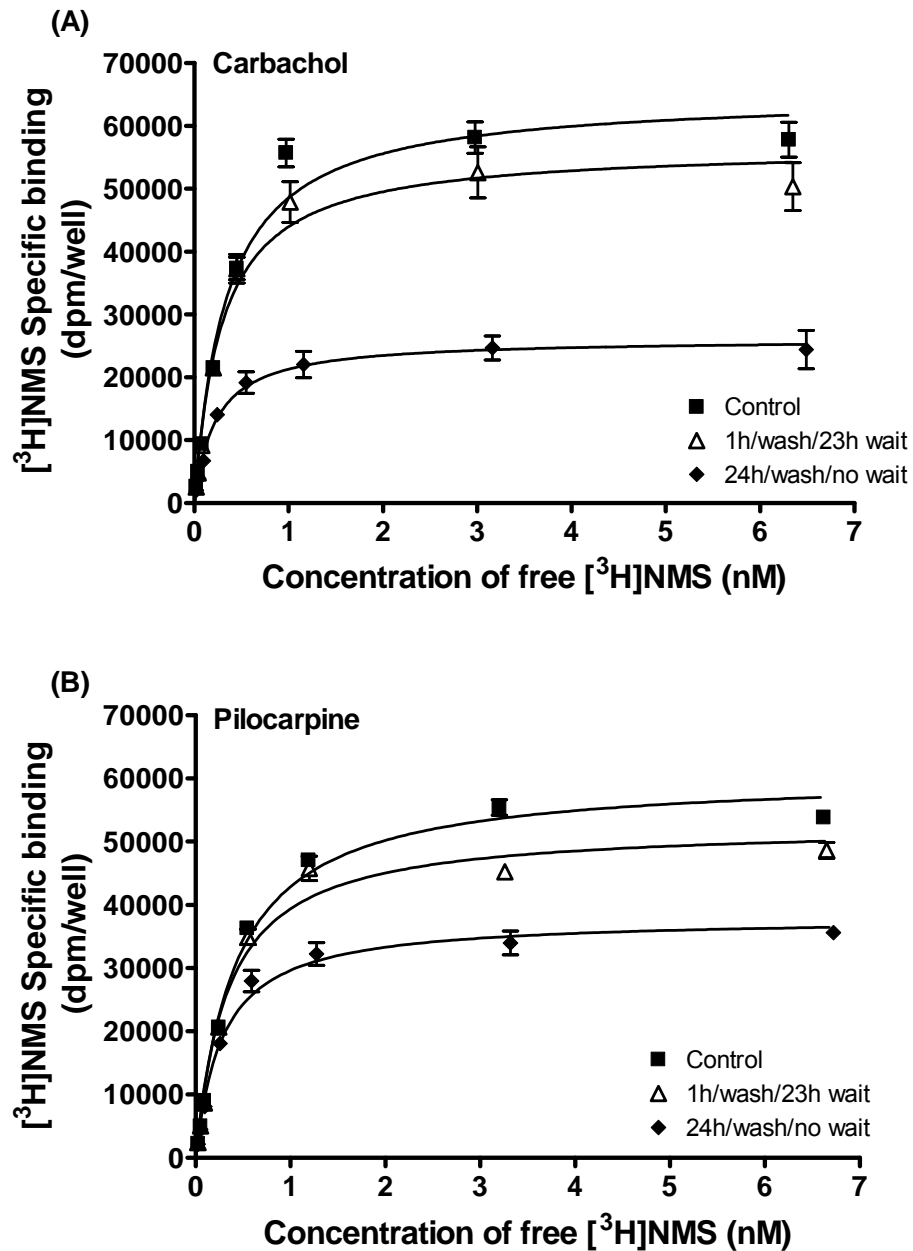 (A)
Carbachol
70000
60000
50000
40000
30000
20000
10000
0
[³H]NMS Specific binding
(dpm/well)
Control
1h/wash/23h wait
24h/wash/no wait
0 1 2 3 4 5 6 7
Concentration of free [³H]NMS (nM)
(B)
Pilocarpine
70000
60000
50000
40000
30000
20000
10000
0
[³H]NMS Specific binding
(dpm/well)
Control
1h/wash/23h wait
24h/wash/no wait
0 1 2 3 4 5 6 7
Concentration of free [³H]NMS (nM)